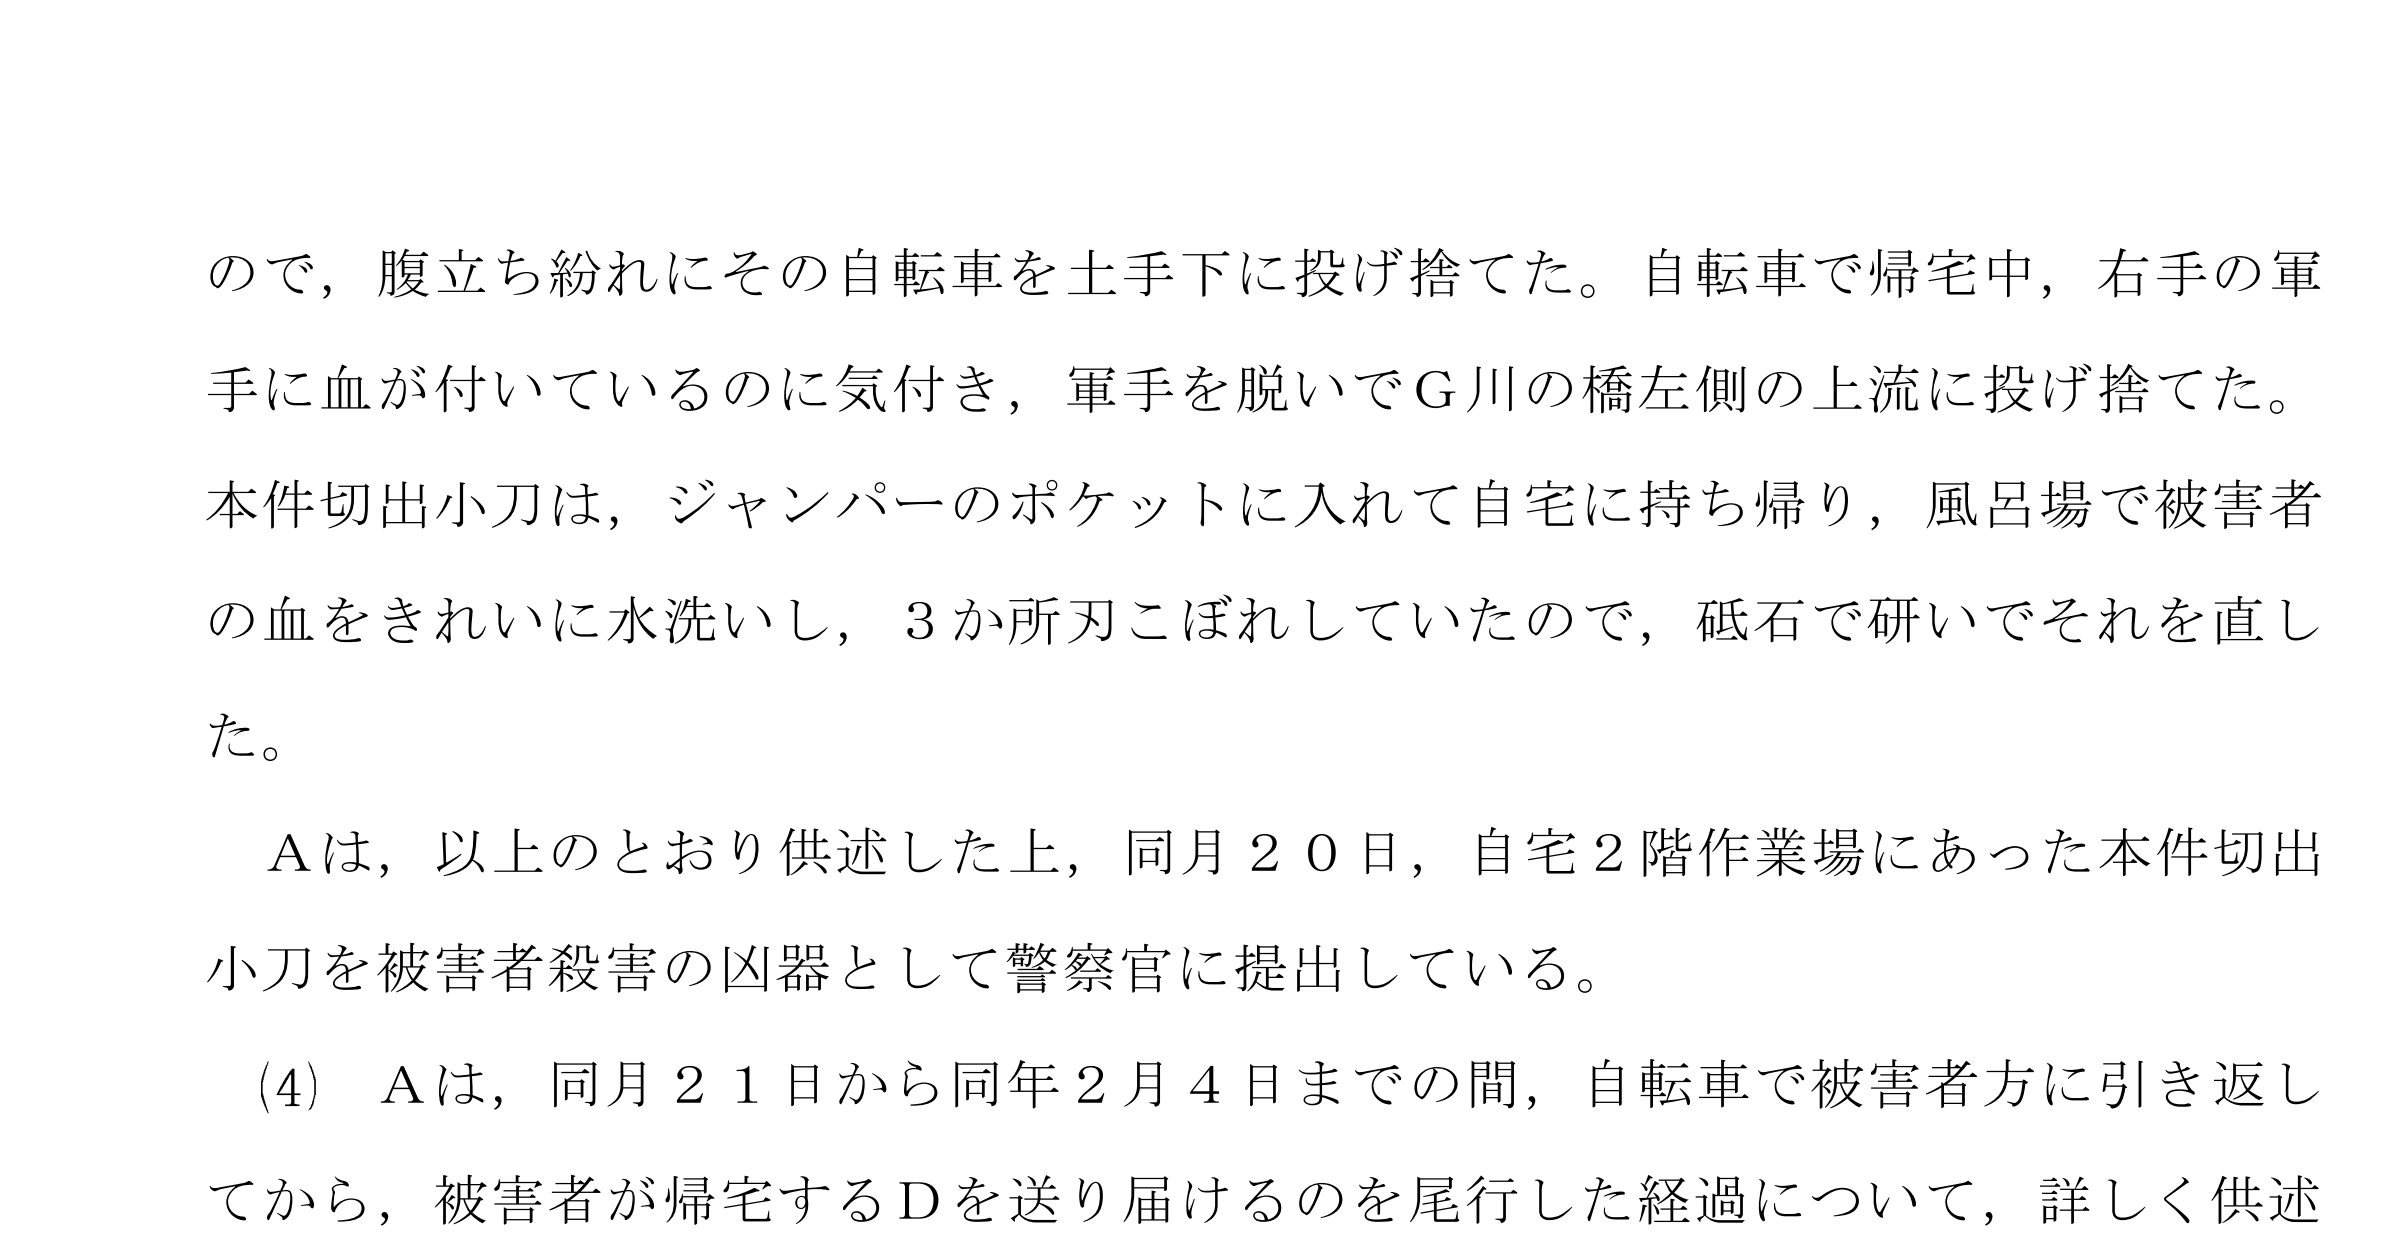 ので，腹立ち紛れにその自転車を土手下に投げ捨てた。自転車で帰宅中，右手の軍
手に血が付いているのに気付き，軍手を脱いでＧ川の橋左側の上流に投げ捨てた。
本件切出小刀は，ジャンパーのポケットに入れて自宅に持ち帰り，風呂場で被害者
の血をきれいに水洗いし，３か所刃こぼれしていたので，砥石で研いでそれを直し
た。
　Ａは，以上のとおり供述した上，同月２０日，自宅２階作業場にあった本件切出
小刀を被害者殺害の凶器として警察官に提出している。
　⑷　Ａは，同月２１日から同年２月４日までの間，自転車で被害者方に引き返し
てから，被害者が帰宅するＤを送り届けるのを尾行した経過について，詳しく供述